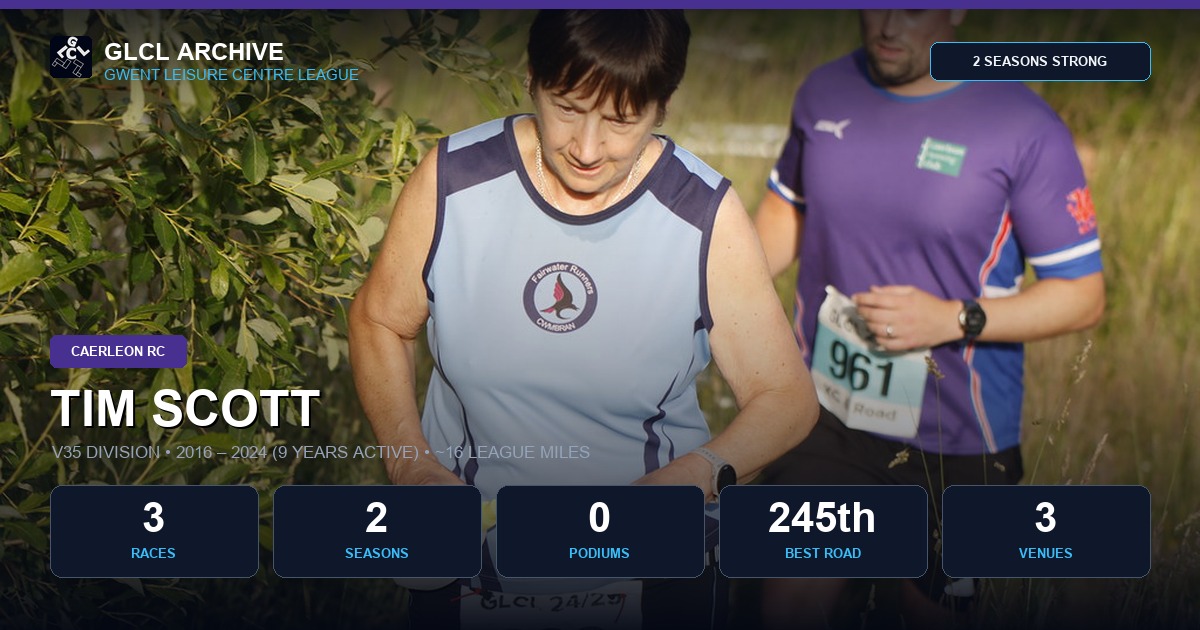 GLCL ARCHIVE
GWENT LEISURE CENTRE LEAGUE
2 SEASONS STRONG
Fairwater Runners
CWMBRAN
961
Road
CAERLEON RC
TIM SCOTT
V35 DIVISION • 2016 – 2024 (9 YEARS ACTIVE) • ~16 LEAGUE MILES
3
RACES
2
SEASONS
0
PODIUMS
245th
BEST ROAD
3
VENUES
GLCL 24/25